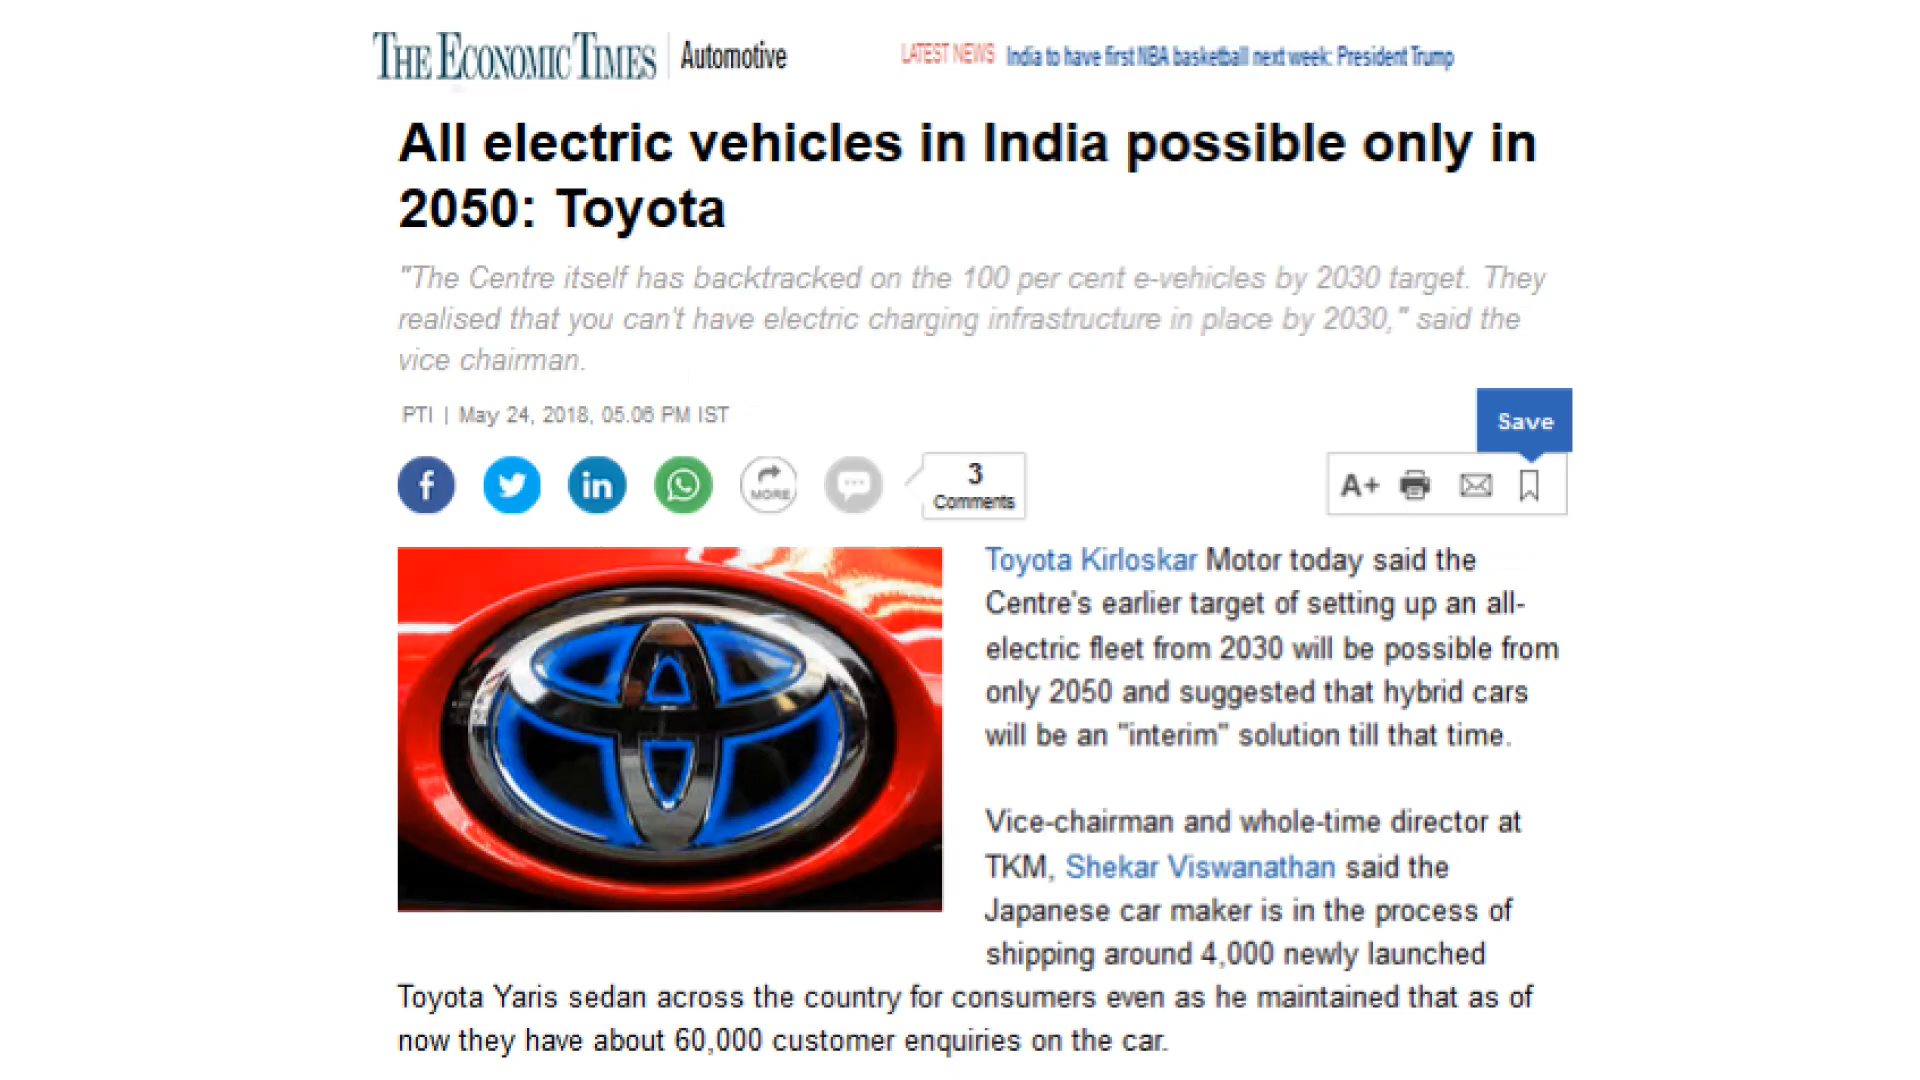 THE ECONOMIC TIMES Automotive LATEST NEWS India to have first NBA basketball next week: President Trump
All electric vehicles in India possible only in
2050: Toyota
"The Centre itself has backtracked on the 100 per cent e-vehicles by 2030 target. They
realised that you can't have electric charging infrastructure in place by 2030," said the
vice chairman.
PTI | May 24, 2018, 05.06 PM IST
Save
f in MORE 3 Comments A+
Toyota Kirloskar Motor today said the
Centre's earlier target of setting up an all-
electric fleet from 2030 will be possible from
only 2050 and suggested that hybrid cars
will be an "interim" solution till that time.
Vice-chairman and whole-time director at
TKM, Shekar Viswanathan said the
Japanese car maker is in the process of
shipping around 4,000 newly launched
Toyota Yaris sedan across the country for consumers even as he maintained that as of
now they have about 60,000 customer enquiries on the car.